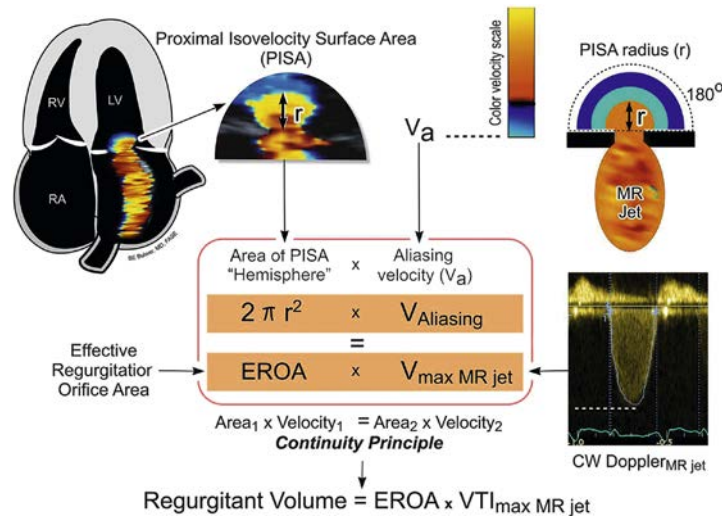 Proximal Isovelocity Surface Area
(PISA)
RV
LV
RA
r
Color velocity scale
Va
PISA radius (r)
180º
r
MR
Jet
Area of PISA
"Hemisphere"
x
Aliasing
velocity (Va)
2 π r²
x
VAliasing
=
Effective
Regurgitatior
Orifice Area
EROA
x
Vmax MR jet
Area1 x Velocity1 = Area2 x Velocity2
Continuity Principle
CW DopplerMR jet
Regurgitant Volume = EROA x VTImax MR jet